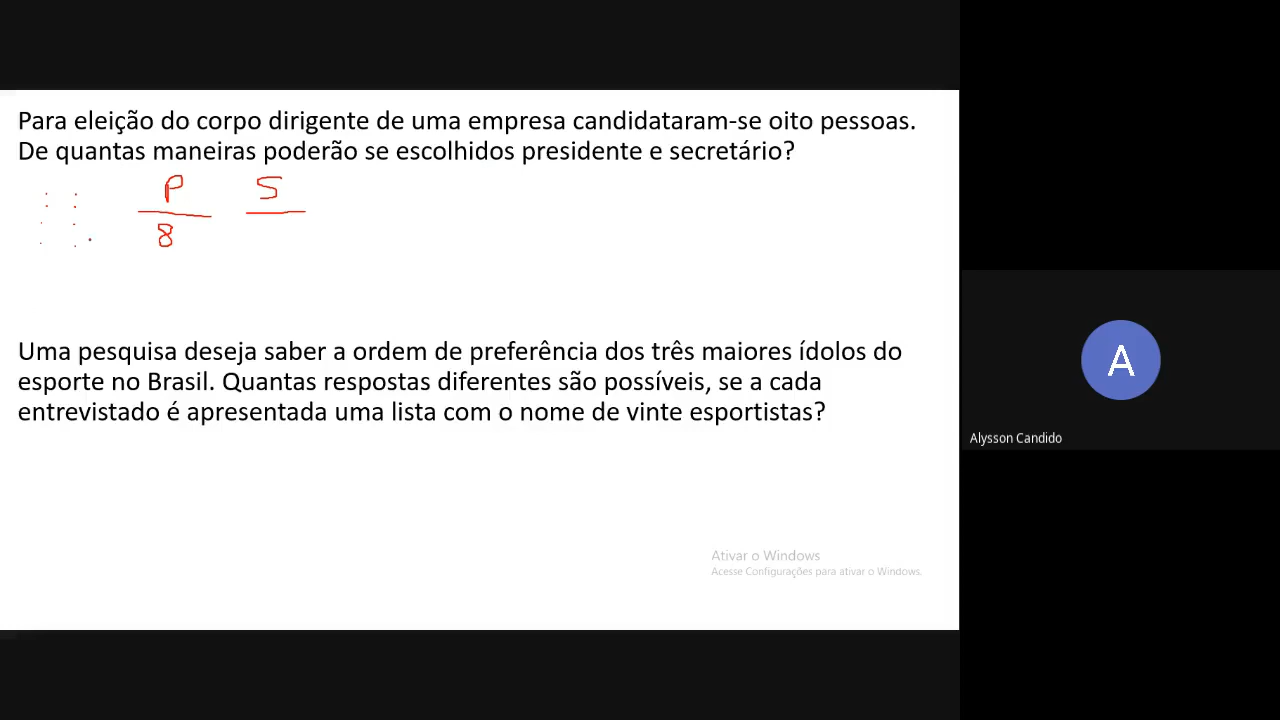 Para eleição do corpo dirigente de uma empresa candidataram-se oito pessoas.
De quantas maneiras poderão se escolhidos presidente e secretário?
P S
8
Uma pesquisa deseja saber a ordem de preferência dos três maiores ídolos do
esporte no Brasil. Quantas respostas diferentes são possíveis, se a cada
entrevistado é apresentada uma lista com o nome de vinte esportistas?
A
Alysson Candido
Ativar o Windows
Acesse Configurações para ativar o Windows.